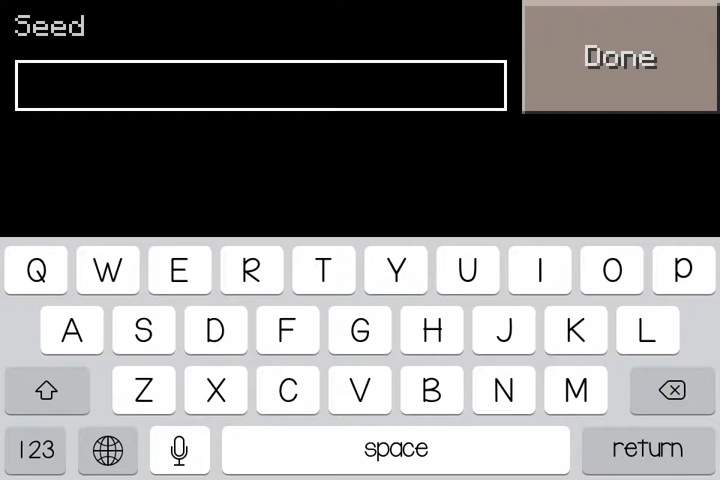 Seed
Done
Q W E R T Y U I O P
A S D F G H J K L
Z X C V B N M
123 space return